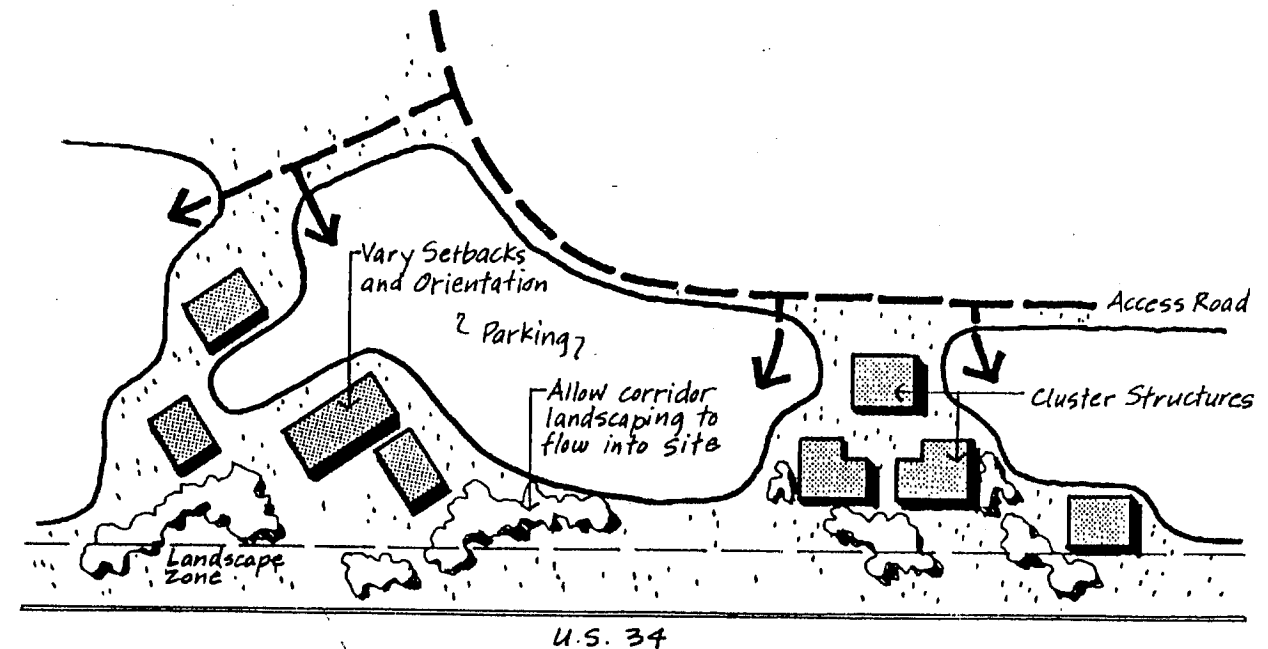 Vary Setbacks
and Orientation
Parking
Access Road
Allow corridor
landscaping to
flow into site
Cluster Structures
Landscape
Zone
U.S. 34